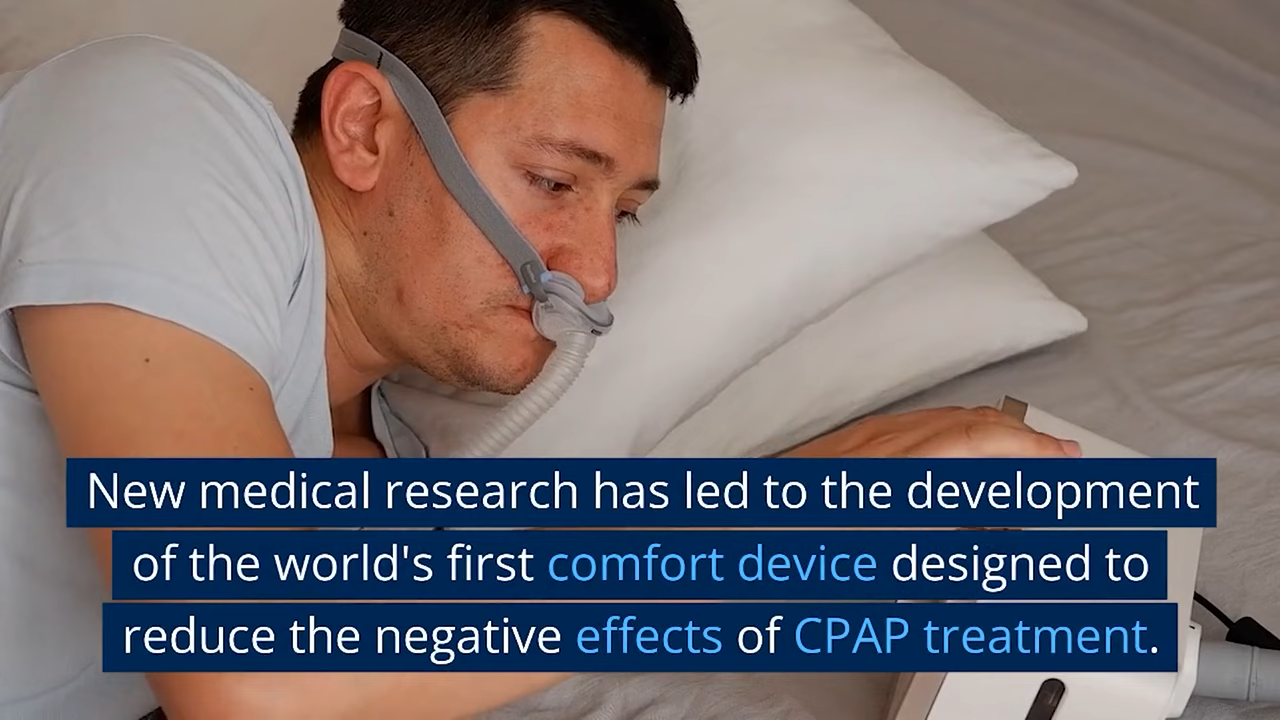 New medical research has led to the development
of the world's first comfort device designed to
reduce the negative effects of CPAP treatment.